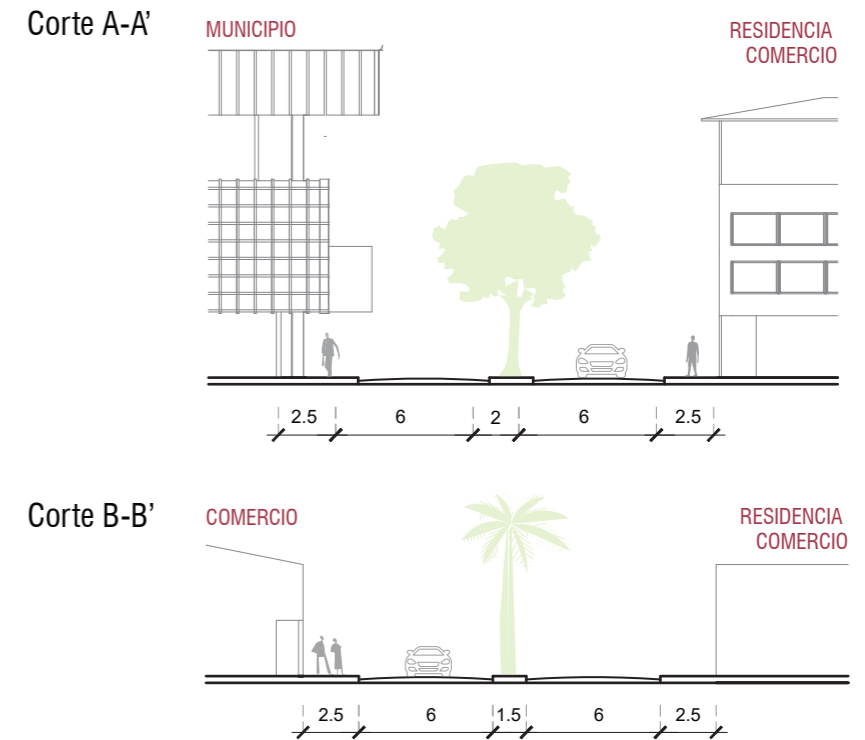 Corte A-A’
MUNICIPIO
RESIDENCIA
COMERCIO
2.5 6 2 6 2.5
Corte B-B’
COMERCIO
RESIDENCIA
COMERCIO
2.5 6 1.5 6 2.5